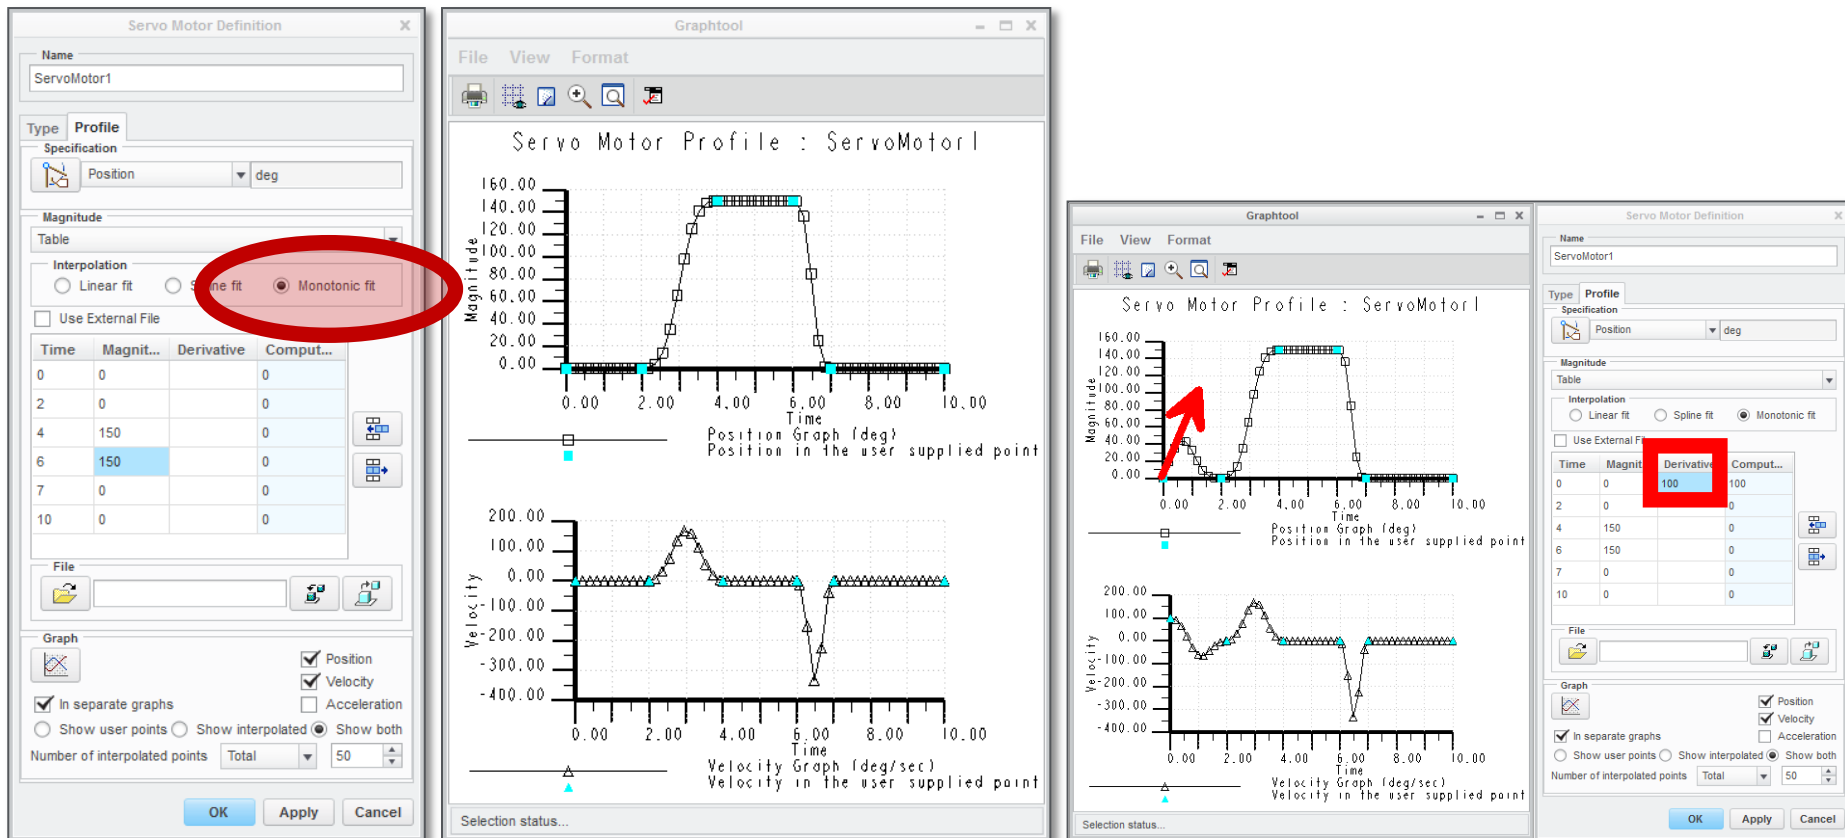 Servo Motor Definition
Name
ServoMotor1
Type Profile
Specification
Position deg
Magnitude
Table
Interpolation
Linear fit Monotonic fit
Use External File
Time Magnit... Derivative Comput...
0 0 0
2 0 0
4 150 0
6 150 0
7 0 0
10 0 0
File
Graph
Position
Velocity
In separate graphs Acceleration
Show user points Show interpolated Show both
Number of interpolated points Total 50
OK Apply Cancel
Graphtool
File View Format
Servo Motor Profile : ServoMotor1
Magnitude
160.00
140.00
120.00
100.00
80.00
60.00
40.00
20.00
0.00
0.00 2.00 4.00 6.00 8.00 10.00
Time
Position Graph (deg)
Position in the user supplied point
Velocity
200.00
100.00
0.00
-100.00
-200.00
-300.00
-400.00
0.00 2.00 4.00 6.00 8.00 10.00
Time
Velocity Graph (deg/sec)
Velocity in the user supplied point
Selection status...
Graphtool
File View Format
Servo Motor Profile : ServoMotor1
Magnitude
160.00
140.00
120.00
100.00
80.00
60.00
40.00
20.00
0.00
0.00 2.00 4.00 6.00 8.00 10.00
Time
Position Graph (deg)
Position in the user supplied point
Velocity
200.00
100.00
0.00
-100.00
-200.00
-300.00
-400.00
0.00 2.00 4.00 6.00 8.00 10.00
Time
Velocity Graph (deg/sec)
Velocity in the user supplied point
Selection status...
Servo Motor Definition
Name
ServoMotor1
Type Profile
Specification
Position deg
Magnitude
Table
Interpolation
Linear fit Spline fit Monotonic fit
Use External
Time Magnit Derivative Comput...
0 0 100 100
2 0 0
4 150 0
6 150 0
7 0 0
10 0 0
File
Graph
Position
Velocity
In separate graphs Acceleration
Show user points Show interpolated Show both
Number of interpolated points Total 50
OK Apply Cancel